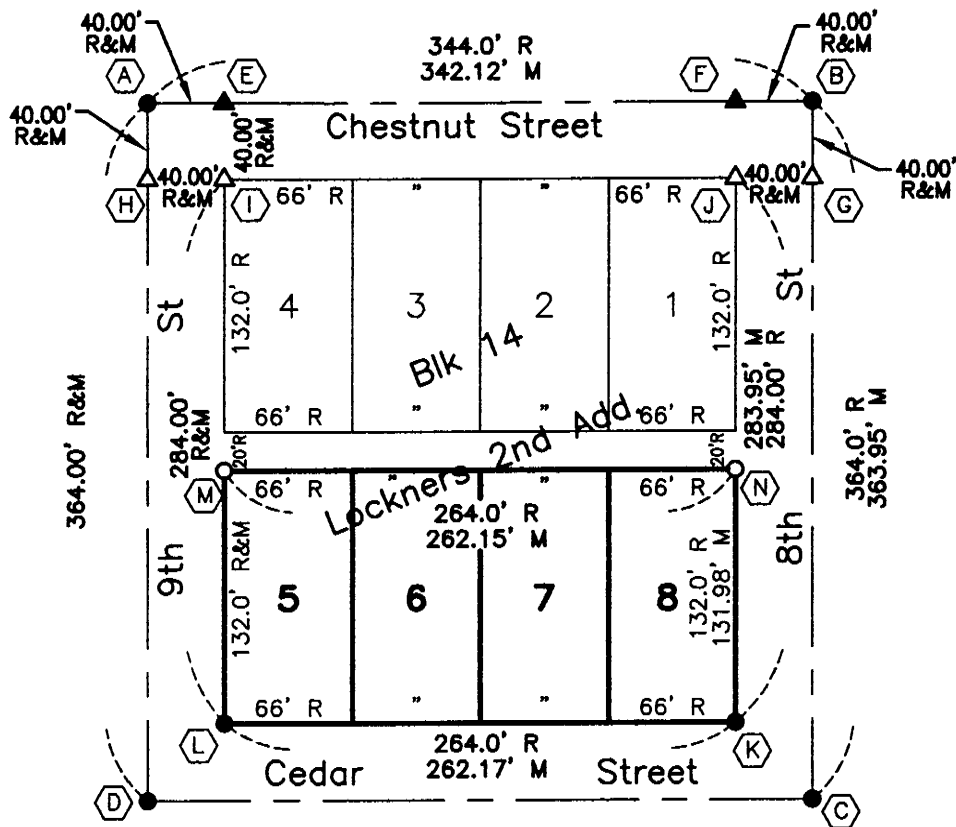 40.00'
R&M
344.0' R
342.12' M
40.00'
R&M
A
E
F
B
40.00'
R&M
Chestnut Street
40.00'
R&M
40.00'
R&M
H
40.00'
R&M
I
66' R
"
"
66' R
J
40.00'
R&M
G
St
132.0' R
4
3
2
1
132.0' R
St
Blk 14
364.00' R&M
284.00'
R&M
66' R
"
"
66' R
283.95' M
284.00' R
364.0' R
363.95' M
Lockners 2nd Add.
20'R
20'R
M
66' R
"
"
66' R
N
264.0' R
262.15' M
9th
132.0' R&M
5
6
7
8
132.0' R
131.98' M
8th
66' R
"
"
66' R
L
264.0' R
262.17' M
K
Cedar Street
D
C